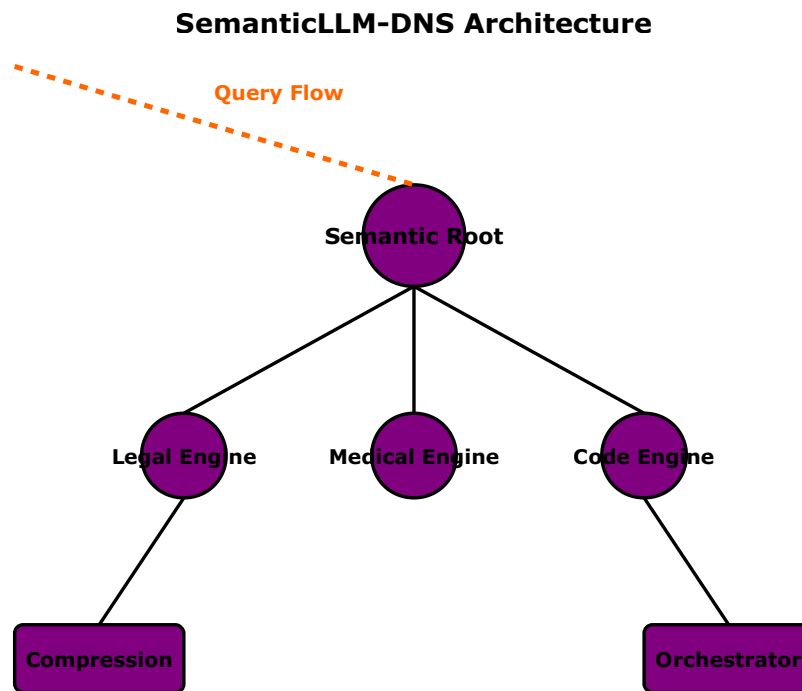 SemanticLLM-DNS Architecture
Query Flow
Semantic Root
Legal Engine
Medical Engine
Code Engine
Compression
Orchestrator